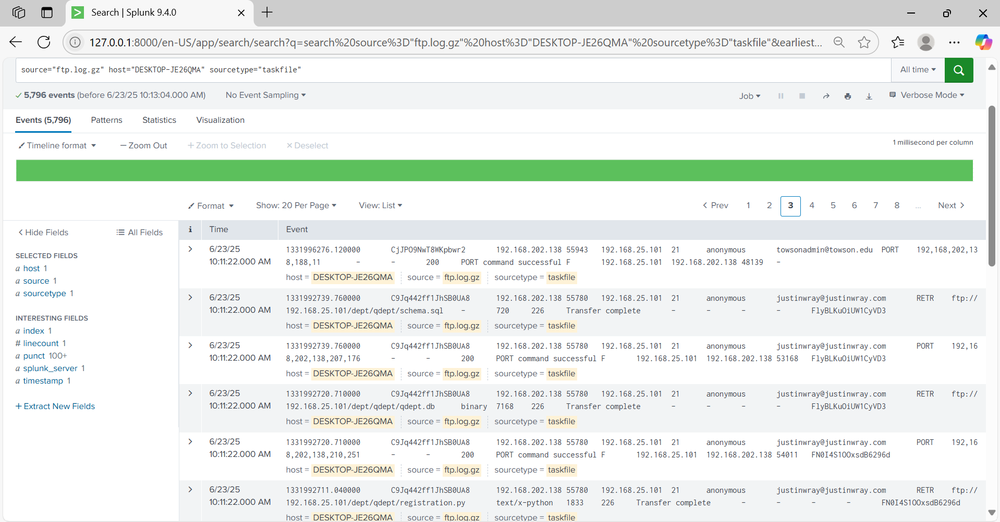 Search | Splunk 9.4.0
127.0.0.1:8000/en-US/app/search/search?q=search%20source%3D"ftp.log.gz"%20host%3D"DESKTOP-JE26QMA"%20sourcetype%3D"taskfile"&earliest...
source="ftp.log.gz" host="DESKTOP-JE26QMA" sourcetype="taskfile"
All time
5,796 events (before 6/23/25 10:13:04.000 AM) No Event Sampling
Job Verbose Mode
Events (5,796) Patterns Statistics Visualization
Timeline format — Zoom Out + Zoom to Selection × Deselect
1 millisecond per column
Format Show: 20 Per Page View: List
< Prev 1 2 3 4 5 6 7 8 ... Next >
< Hide Fields All Fields
SELECTED FIELDS
a host 1
a source 1
a sourcetype 1
INTERESTING FIELDS
a index 1
# linecount 1
a punct 100+
a splunk_server 1
a timestamp 1
+ Extract New Fields
i Time Event
> 6/23/25 10:11:22.000 AM
1331996276.120000 CjJPO9NwT8WKpbwr2 192.168.202.138 55943 192.168.25.101 21 anonymous towsonadmin@towson.edu PORT 192,168,202,13
8,188,11 - - 200 PORT command successful F 192.168.25.101 192.168.202.138 48139 -
host = DESKTOP-JE26QMA source = ftp.log.gz sourcetype = taskfile
> 6/23/25 10:11:22.000 AM
1331992739.760000 C9Jq442ff1JhSB0UA8 192.168.202.138 55780 192.168.25.101 21 anonymous justinwray@justinwray.com RETR ftp://
192.168.25.101/dept/qdept/schema.sql - 720 226 Transfer complete - - - - FlyBLKuOiUW1CyVD3
host = DESKTOP-JE26QMA source = ftp.log.gz sourcetype = taskfile
> 6/23/25 10:11:22.000 AM
1331992739.760000 C9Jq442ff1JhSB0UA8 192.168.202.138 55780 192.168.25.101 21 anonymous justinwray@justinwray.com PORT 192,16
8,202,138,207,176 - - 200 PORT command successful F 192.168.25.101 192.168.202.138 53168 FlyBLKuOiUW1CyVD3
host = DESKTOP-JE26QMA source = ftp.log.gz sourcetype = taskfile
> 6/23/25 10:11:22.000 AM
1331992720.710000 C9Jq442ff1JhSB0UA8 192.168.202.138 55780 192.168.25.101 21 anonymous justinwray@justinwray.com RETR ftp://
192.168.25.101/dept/qdept/qdept.db binary 7168 226 Transfer complete - - - - FlyBLKuOiUW1CyVD3
host = DESKTOP-JE26QMA source = ftp.log.gz sourcetype = taskfile
> 6/23/25 10:11:22.000 AM
1331992720.710000 C9Jq442ff1JhSB0UA8 192.168.202.138 55780 192.168.25.101 21 anonymous justinwray@justinwray.com PORT 192,16
8,202,138,210,251 - - 200 PORT command successful F 192.168.25.101 192.168.202.138 54011 FN0I4S1OOxsdB6296d
host = DESKTOP-JE26QMA source = ftp.log.gz sourcetype = taskfile
> 6/23/25 10:11:22.000 AM
1331992711.040000 C9Jq442ff1JhSB0UA8 192.168.202.138 55780 192.168.25.101 21 anonymous justinwray@justinwray.com RETR ftp://
192.168.25.101/dept/qdept/registration.py text/x-python 1833 226 Transfer complete - - - - FN0I4S1OOxsdB6296d
host = DESKTOP-JE26QMA source = ftp.log.gz sourcetype = taskfile